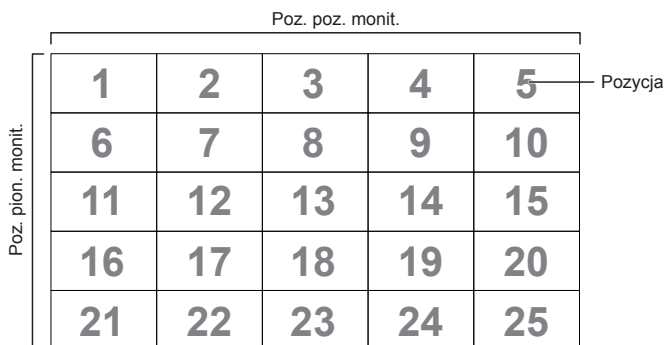 Poz. poz. monit.
1 2 3 4 5 Pozycja
6 7 8 9 10
Poz. pion. monit.
11 12 13 14 15
16 17 18 19 20
21 22 23 24 25